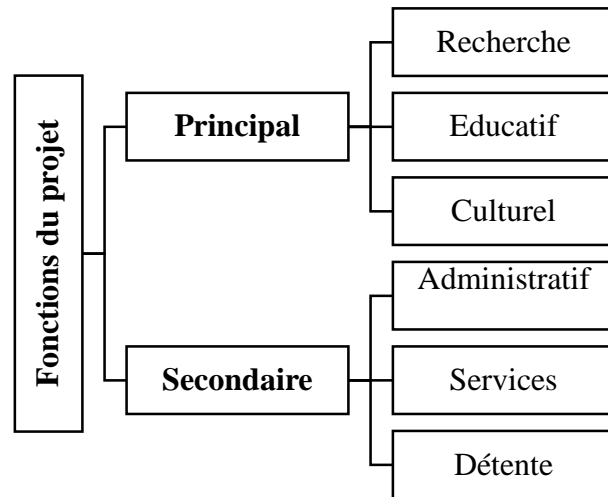 Fonctions du projet
Principal
Recherche
Educatif
Culturel
Secondaire
Administratif
Services
Détente